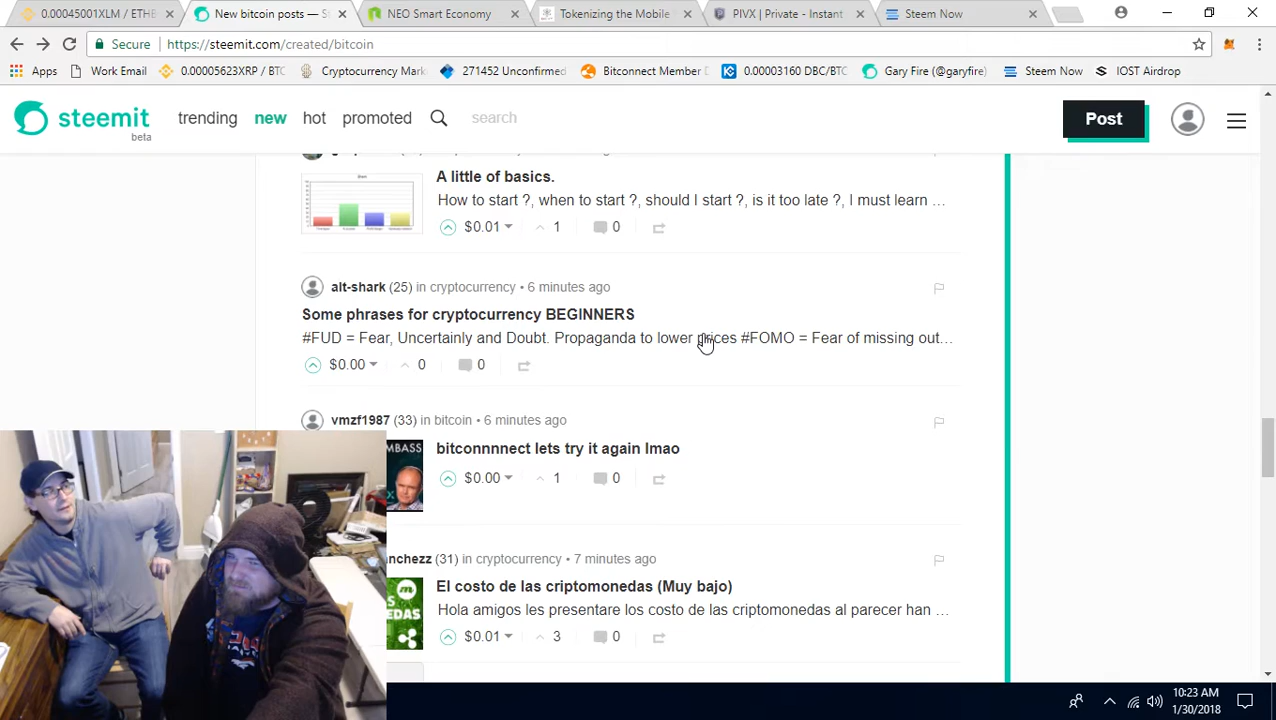 0.00045001XLM / ETHE
New bitcoin posts — S
NEO Smart Economy
Tokenizing the Mobile
PIVX | Private - Instant
Steem Now
Secure
https://steemit.com/created/bitcoin
Apps
Work Email
0.00005623XRP / BTC
Cryptocurrency Mark
271452 Unconfirmed
Bitconnect Member D
0.00003160 DBC/BTC
Gary Fire (@garyfire)
Steem Now
IOST Airdrop
steemit
beta
trending
new
hot
promoted
search
Post
A little of basics.
How to start ?, when to start ?, should I start ?, is it too late ?, I must learn ...
$0.01
1
0
alt-shark (25) in cryptocurrency • 6 minutes ago
Some phrases for cryptocurrency BEGINNERS
#FUD = Fear, Uncertainly and Doubt. Propaganda to lower prices #FOMO = Fear of missing out...
$0.00
0
0
vmzf1987 (33) in bitcoin • 6 minutes ago
MBASS
bitconnnnect lets try it again lmao
$0.00
1
0
nchezz (31) in cryptocurrency • 7 minutes ago
El costo de las criptomonedas (Muy bajo)
Hola amigos les presentare los costo de las criptomonedas al parecer han ...
EDAS
$0.01
3
0
10:23 AM
1/30/2018